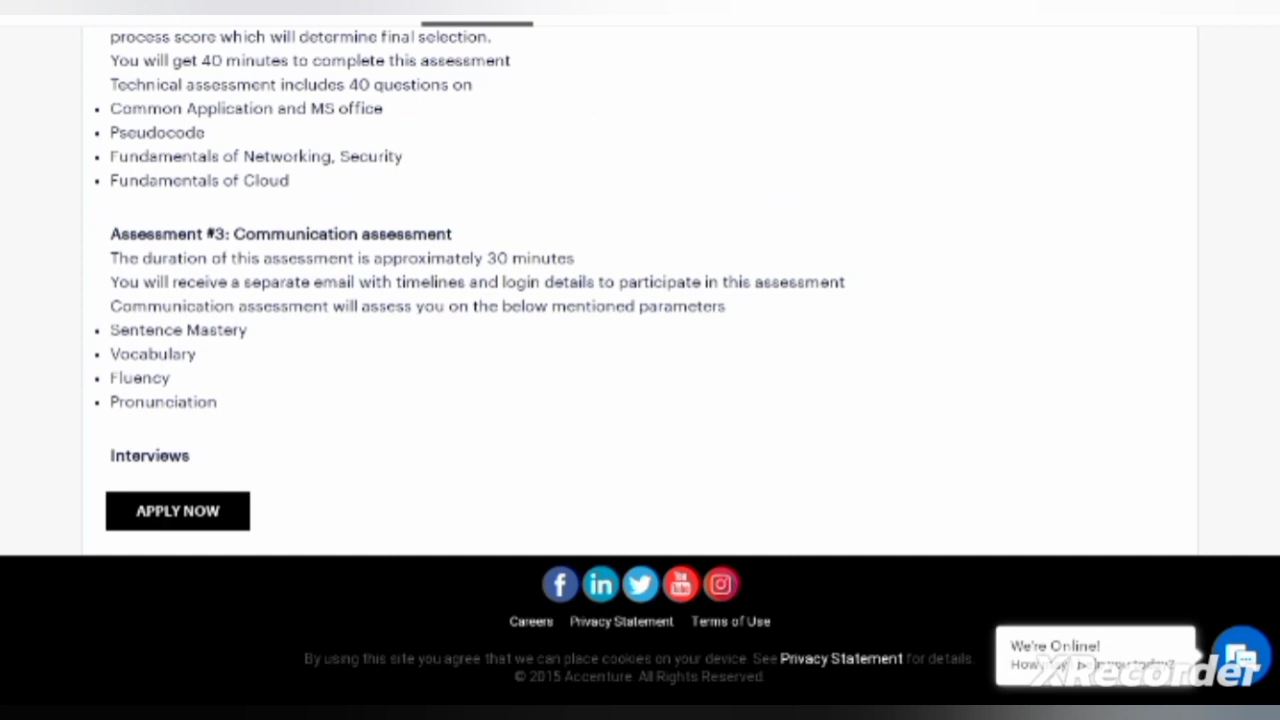 process score which will determine final selection.
You will get 40 minutes to complete this assessment
Technical assessment includes 40 questions on
• Common Application and MS office
• Pseudocode
• Fundamentals of Networking, Security
• Fundamentals of Cloud
Assessment #3: Communication assessment
The duration of this assessment is approximately 30 minutes
You will receive a separate email with timelines and login details to participate in this assessment
Communication assessment will assess you on the below mentioned parameters
• Sentence Mastery
• Vocabulary
• Fluency
• Pronunciation
Interviews
APPLY NOW
f in You Tube
Careers Privacy Statement Terms of Use
By using this site you agree that we can place cookies on your device. See Privacy Statement for details.
© 2015 Accenture. All Rights Reserved.
We're Online!
you today?
XRecorder